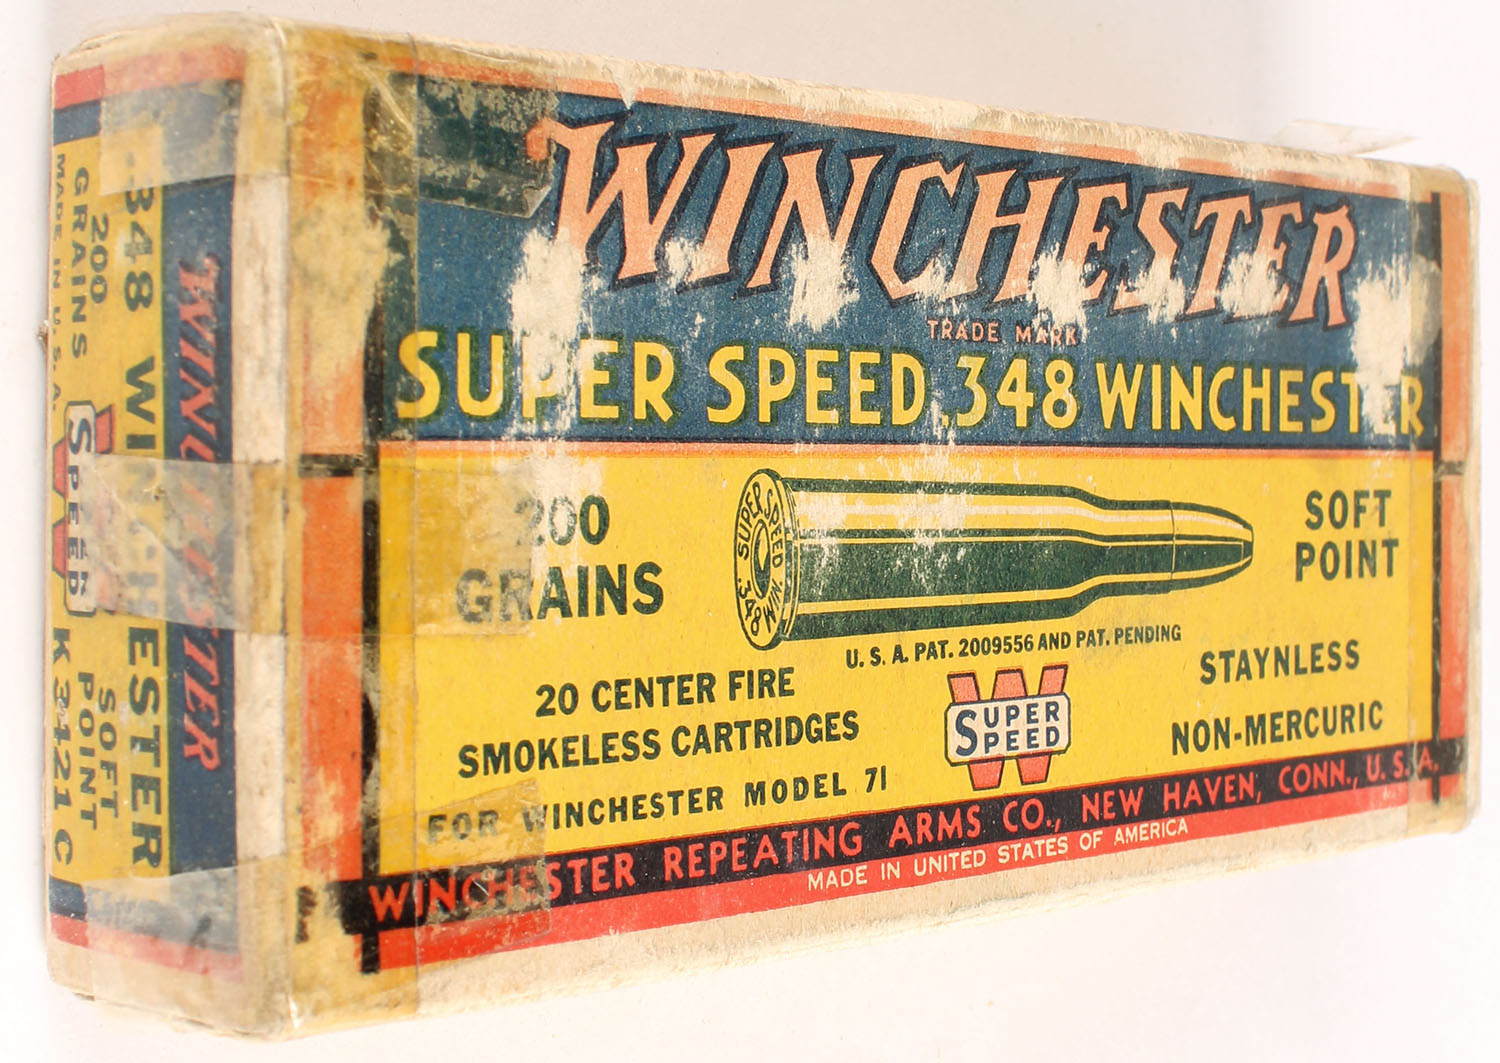 WINCHESTER
TRADE MARK
SUPER SPEED .348 WINCHESTER
200
GRAINS
SUPER SPEED
.348 WIN
SOFT
POINT
U. S. A. PAT. 2009556 AND PAT. PENDING
20 CENTER FIRE
SMOKELESS CARTRIDGES
FOR WINCHESTER MODEL 71
SUPER
SPEED
STAYNLESS
NON-MERCURIC
WINCHESTER REPEATING ARMS CO., NEW HAVEN, CONN., U. S. A.
MADE IN UNITED STATES OF AMERICA
WINCHESTER
.348 WINCHESTER
200
GRAINS
MADE IN U. S. A.
SUPER
SPEED
SOFT
POINT
K 3421 C